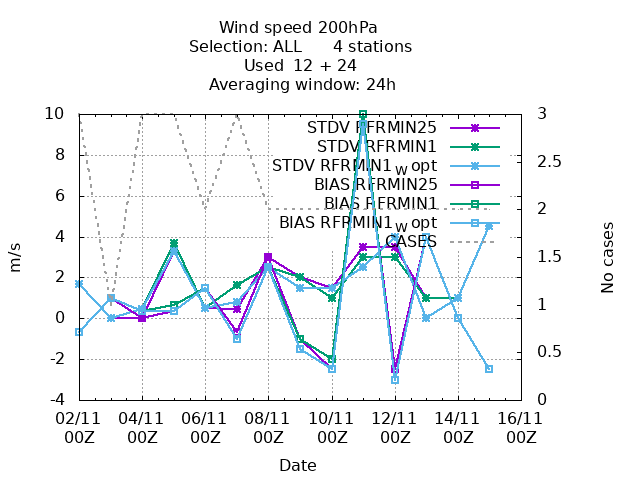 Wind speed 200hPa
Selection: ALL 4 stations
Used 12 + 24
Averaging window: 24h
STDV RFRMIN25
STDV RFRMIN1
STDV RFRMIN1w opt
BIAS RFRMIN25
BIAS RFRMIN1
BIAS RFRMIN1w opt
CASES
10
8
6
4
2
0
-2
-4
m/s
3
2.5
2
1.5
1
0.5
0
No cases
02/11 04/11 06/11 08/11 10/11 12/11 14/11 16/11
00Z 00Z 00Z 00Z 00Z 00Z 00Z 00Z
Date